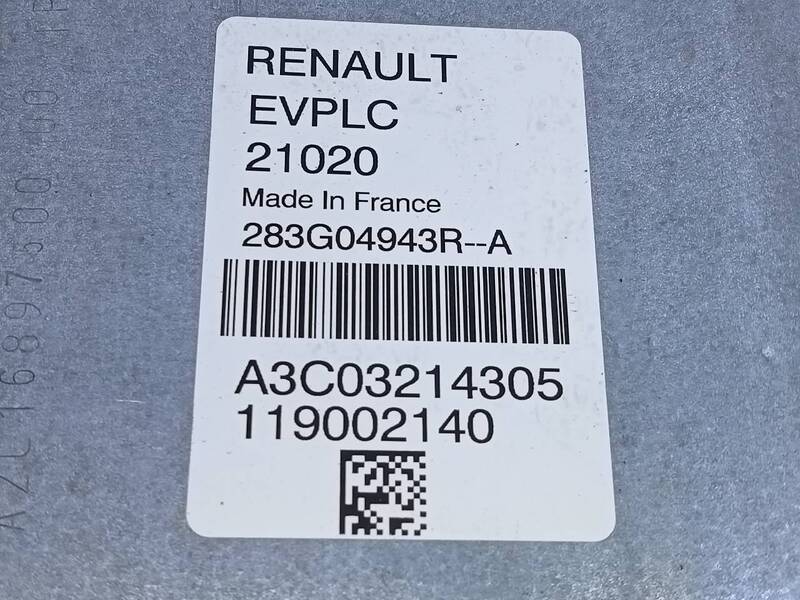 RENAULT
EVPLC
21020
Made In France
283G04943R--A
A3C03214305
119002140